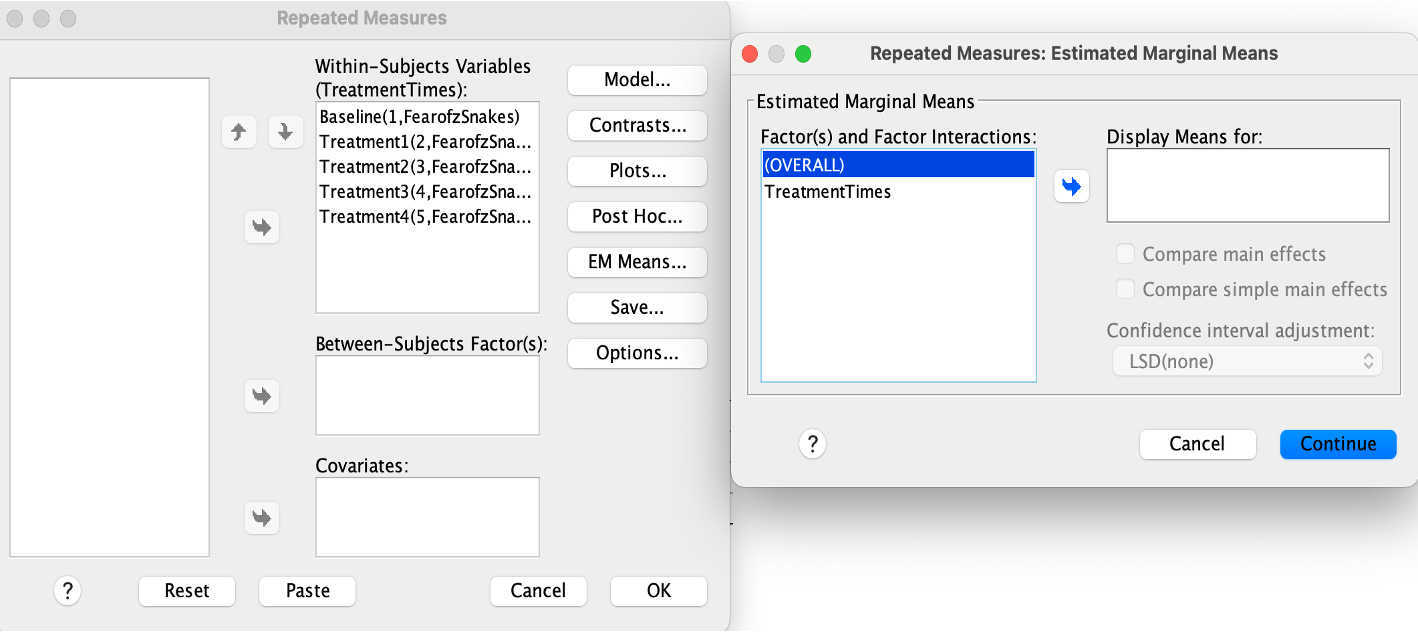 Repeated Measures
Within-Subjects Variables
(TreatmentTimes):
Baseline(1,FearofzSnakes)
Treatment1(2,FearofzSna...
Treatment2(3,FearofzSna...
Treatment3(4,FearofzSna...
Treatment4(5,FearofzSna...
Between-Subjects Factor(s):
Covariates:
Model...
Contrasts...
Plots...
Post Hoc...
EM Means...
Save...
Options...
?
Reset
Paste
Cancel
OK
Repeated Measures: Estimated Marginal Means
Estimated Marginal Means
Factor(s) and Factor Interactions:
(OVERALL)
TreatmentTimes
Display Means for:
Compare main effects
Compare simple main effects
Confidence interval adjustment:
LSD(none)
?
Cancel
Continue